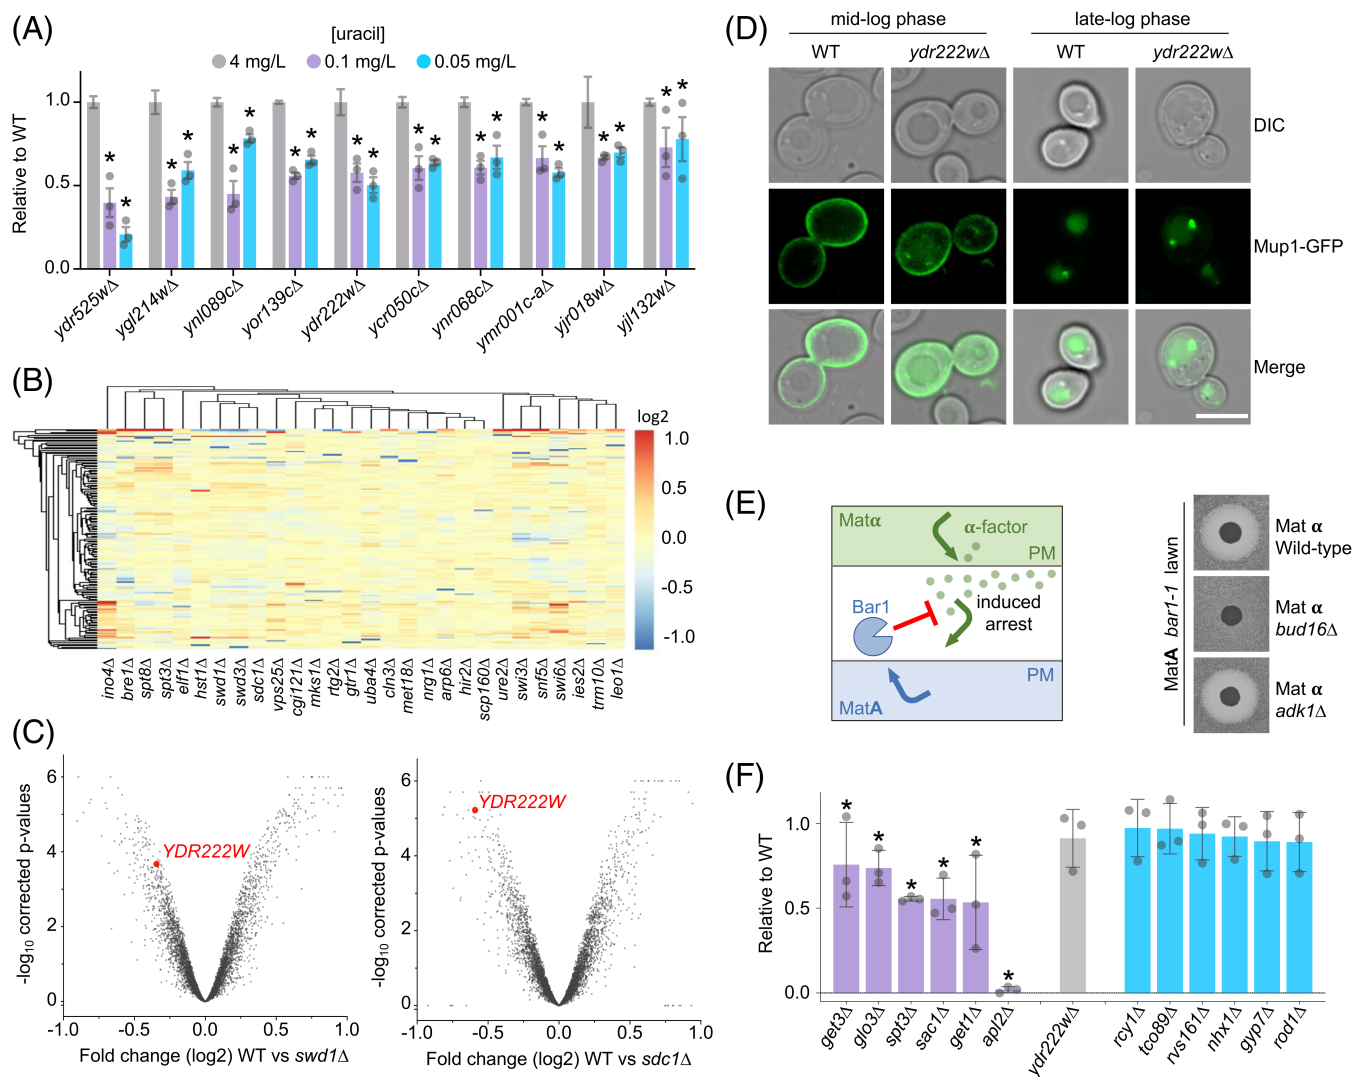 (A)
[uracil]
4 mg/L 0.1 mg/L 0.05 mg/L
Relative to WT
1.0
0.5
0.0
* * * * * * * * * * * * * * * * * * * *
ydr525wΔ ygl214wΔ ynl089cΔ yor139cΔ ydr222wΔ ycr050cΔ ynr068cΔ ymr001c-aΔ yjr018wΔ yjl132wΔ
(B)
log2
1.0
0.5
0.0
-0.5
-1.0
ino4Δ bre1Δ spt8Δ spt3Δ elf1Δ hst1Δ swd1Δ swd3Δ sdc1Δ vps25Δ cgi121Δ mks1Δ rtg2Δ gtr1Δ uba4Δ cln3Δ met18Δ nrg1Δ arp6Δ hir2Δ scp160Δ ure2Δ swi3Δ snf5Δ swi6Δ ies2Δ trm10Δ leo1Δ
(C)
-log10 corrected p-values
6
4
2
0
YDR222W
-1.0 -0.5 0.0 0.5 1.0
Fold change (log2) WT vs swd1Δ
-log10 corrected p-values
6
4
2
0
YDR222W
-1.0 -0.5 0.0 0.5 1.0
Fold change (log2) WT vs sdc1Δ
(D)
mid-log phase late-log phase
WT ydr222wΔ WT ydr222wΔ
DIC
Mup1-GFP
Merge
(E)
Matα
α-factor
PM
Bar1
induced
arrest
PM
MatA
MatA bar1-1 lawn
Mat α
Wild-type
Mat α
bud16Δ
Mat α
adk1Δ
(F)
Relative to WT
1.0
0.5
0.0
* * * * * *
get3Δ glo3Δ spt3Δ sac1Δ get1Δ apl2Δ ydr222wΔ rcy1Δ tco89Δ rvs161Δ nhx1Δ gyp7Δ rod1Δ